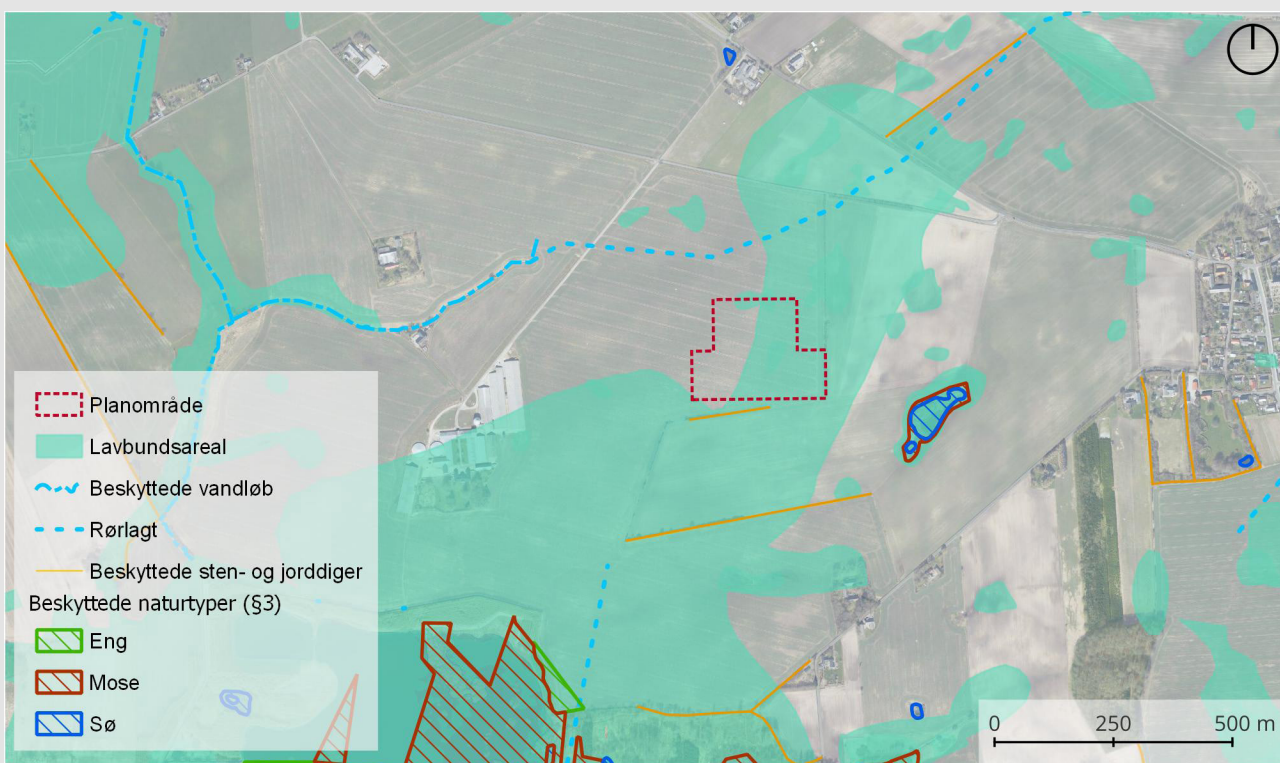 Planområde
Lavbundsareal
Beskyttede vandløb
Rørlagt
Beskyttede sten- og jorddiger
Beskyttede naturtyper (§3)
Eng
Mose
Sø
0 250 500 m